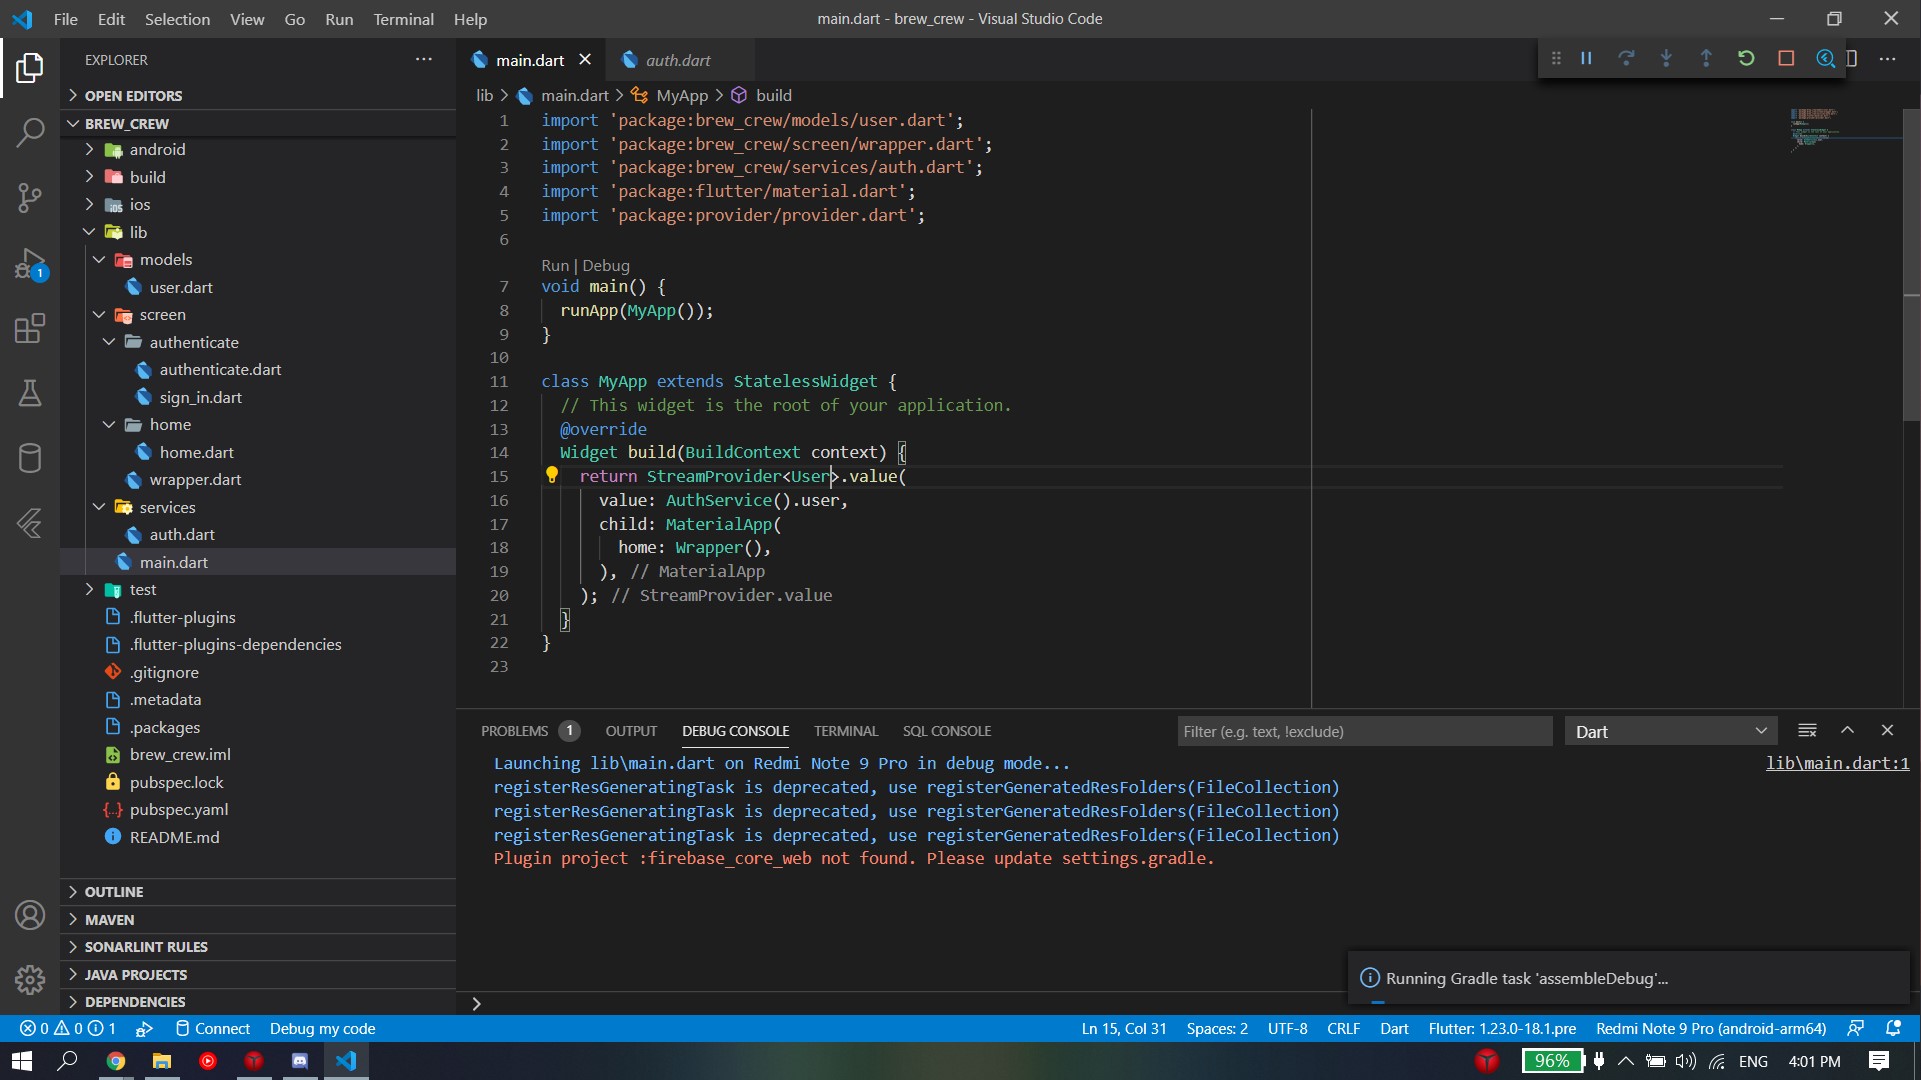 File Edit Selection View Go Run Terminal Help
main.dart - brew_crew - Visual Studio Code
EXPLORER
OPEN EDITORS
BREW_CREW
android
build
ios
lib
models
user.dart
screen
authenticate
authenticate.dart
sign_in.dart
home
home.dart
wrapper.dart
services
auth.dart
main.dart
test
.flutter-plugins
.flutter-plugins-dependencies
.gitignore
.metadata
.packages
brew_crew.iml
pubspec.lock
pubspec.yaml
README.md
OUTLINE
MAVEN
SONARLINT RULES
JAVA PROJECTS
DEPENDENCIES
1
main.dart auth.dart
lib > main.dart > MyApp > build
1 import 'package:brew_crew/models/user.dart';
2 import 'package:brew_crew/screen/wrapper.dart';
3 import 'package:brew_crew/services/auth.dart';
4 import 'package:flutter/material.dart';
5 import 'package:provider/provider.dart';
6
Run | Debug
7 void main() {
8 runApp(MyApp());
9 }
10
11 class MyApp extends StatelessWidget {
12 // This widget is the root of your application.
13 @override
14 Widget build(BuildContext context) {
15 return StreamProvider<User>.value(
16 value: AuthService().user,
17 child: MaterialApp(
18 home: Wrapper(),
19 ), // MaterialApp
20 ); // StreamProvider.value
21 }
22 }
23
PROBLEMS 1 OUTPUT DEBUG CONSOLE TERMINAL SQL CONSOLE
Filter (e.g. text, !exclude)
Dart
Launching lib\main.dart on Redmi Note 9 Pro in debug mode...
lib\main.dart:1
registerResGeneratingTask is deprecated, use registerGeneratedResFolders(FileCollection)
registerResGeneratingTask is deprecated, use registerGeneratedResFolders(FileCollection)
registerResGeneratingTask is deprecated, use registerGeneratedResFolders(FileCollection)
Plugin project :firebase_core_web not found. Please update settings.gradle.
Running Gradle task 'assembleDebug'...
0 0 1 Connect Debug my code
Ln 15, Col 31 Spaces: 2 UTF-8 CRLF Dart Flutter: 1.23.0-18.1.pre Redmi Note 9 Pro (android-arm64)
96% ENG 4:01 PM